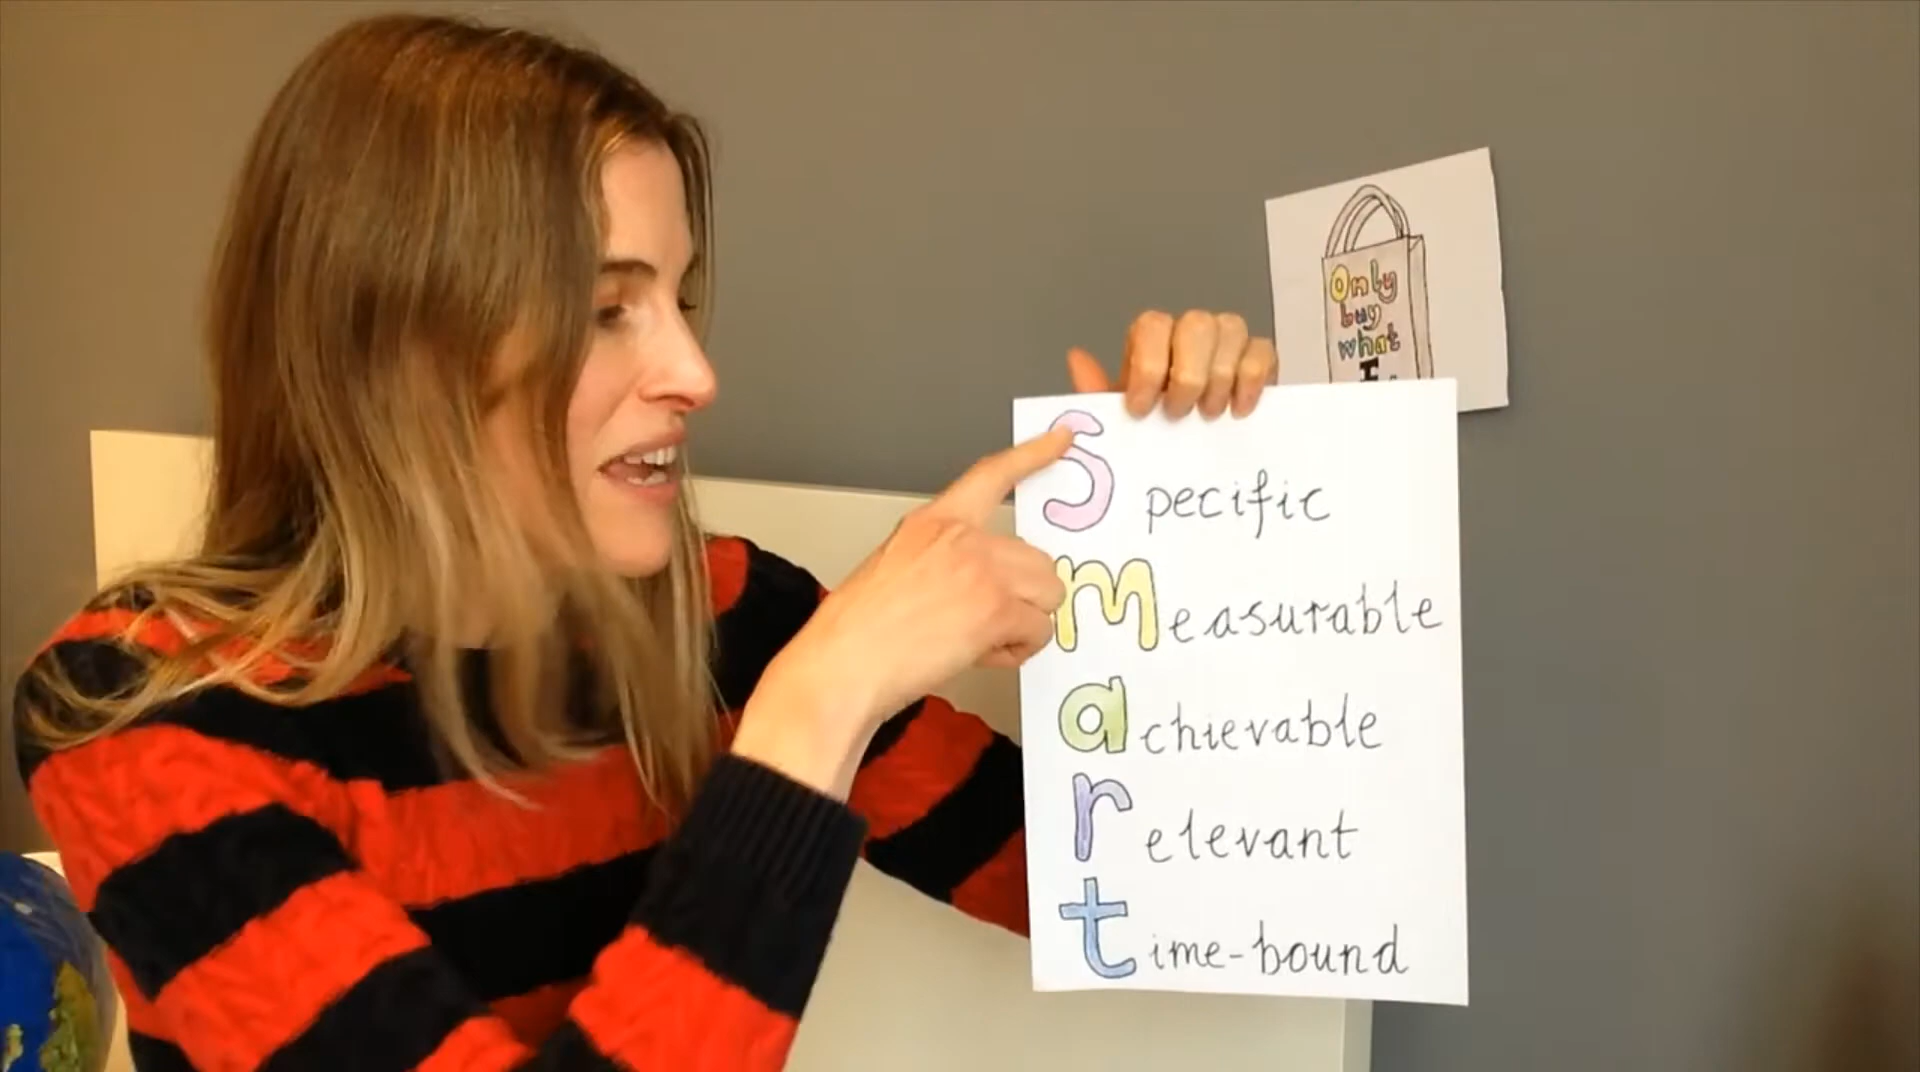 Only
buy
what
I
Specific
measurable
achievable
relevant
time-bound